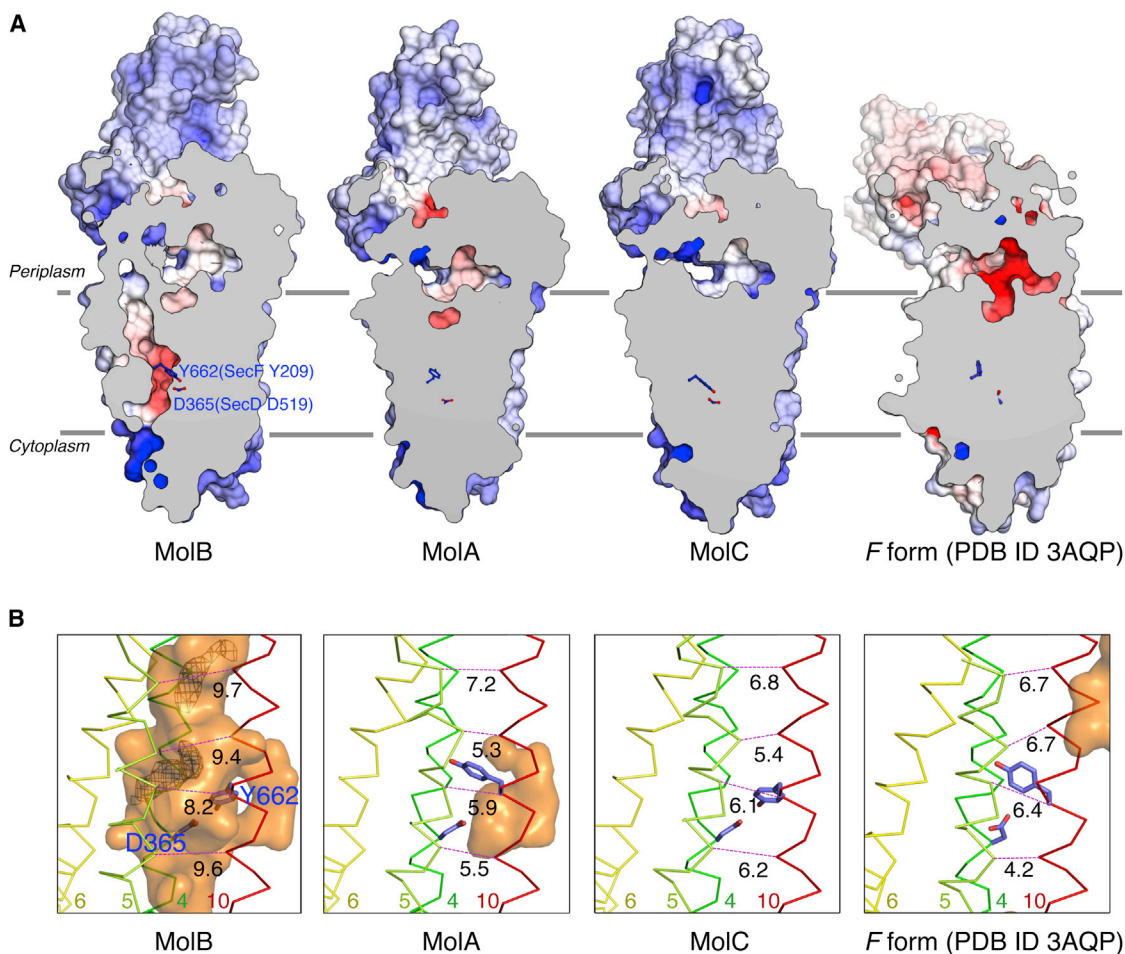 A
Periplasm
Y662(SecF Y209)
D365(SecD D519)
Cytoplasm
MolB MolA MolC F form (PDB ID 3AQP)
B
9.7
9.4
8.2
Y662
D365
9.6
6 5 4 10
7.2
5.3
5.9
5.5
6 5 4 10
6.8
5.4
6.1
6.2
6 5 4 10
6.7
6.7
6.4
4.2
6 5 4 10
MolB MolA MolC F form (PDB ID 3AQP)